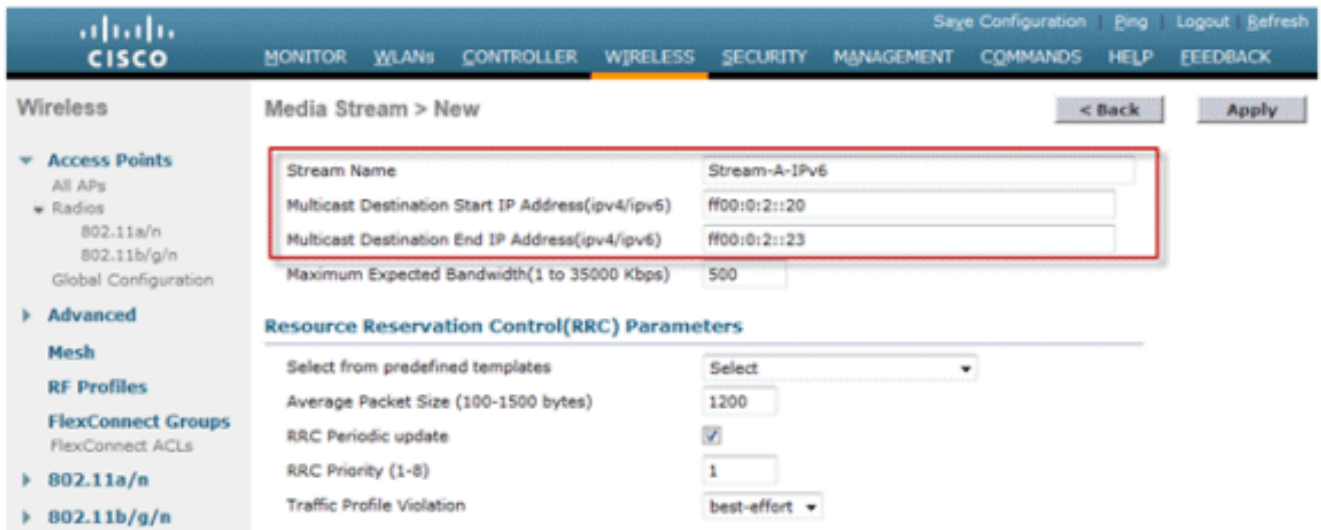 Save Configuration | Ping | Logout | Refresh
CISCO
MONITOR WLANs CONTROLLER WIRELESS SECURITY MANAGEMENT COMMANDS HELP FEEDBACK
Wireless
Access Points
All APs
Radios
802.11a/n
802.11b/g/n
Global Configuration
Advanced
Mesh
RF Profiles
FlexConnect Groups
FlexConnect ACLs
802.11a/n
802.11b/g/n
Media Stream > New
< Back
Apply
Stream Name Stream-A-IPv6
Multicast Destination Start IP Address(ipv4/ipv6) ff00:0:2::20
Multicast Destination End IP Address(ipv4/ipv6) ff00:0:2::23
Maximum Expected Bandwidth(1 to 35000 Kbps) 500
Resource Reservation Control(RRC) Parameters
Select from predefined templates Select
Average Packet Size (100-1500 bytes) 1200
RRC Periodic update
RRC Priority (1-8) 1
Traffic Profile Violation best-effort